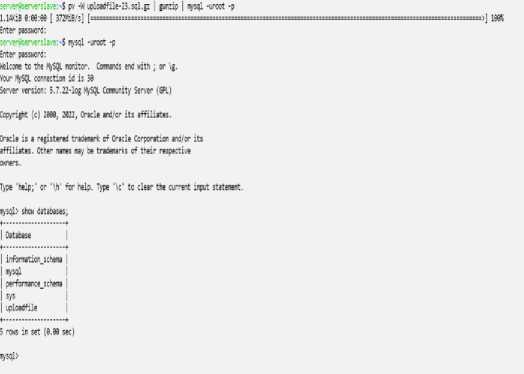 server@serverslave:~$ pv -W uploadfile-23.sql.gz | gunzip | mysql -uroot -p
1.14KiB 0:00:00 [ 372MiB/s] [==============================================================================================>] 100%
Enter password:
server@serverslave:~$ mysql -uroot -p
Enter password:
Welcome to the MySQL monitor.  Commands end with ; or \g.
Your MySQL connection id is 30
Server version: 5.7.22-log MySQL Community Server (GPL)

Copyright (c) 2000, 2022, Oracle and/or its affiliates.

Oracle is a registered trademark of Oracle Corporation and/or its
affiliates. Other names may be trademarks of their respective
owners.

Type 'help;' or '\h' for help. Type '\c' to clear the current input statement.

mysql> show databases;
+--------------------+
| Database           |
+--------------------+
| information_schema |
| mysql              |
| performance_schema |
| sys                |
| uploadfile         |
+--------------------+
5 rows in set (0.00 sec)

mysql>